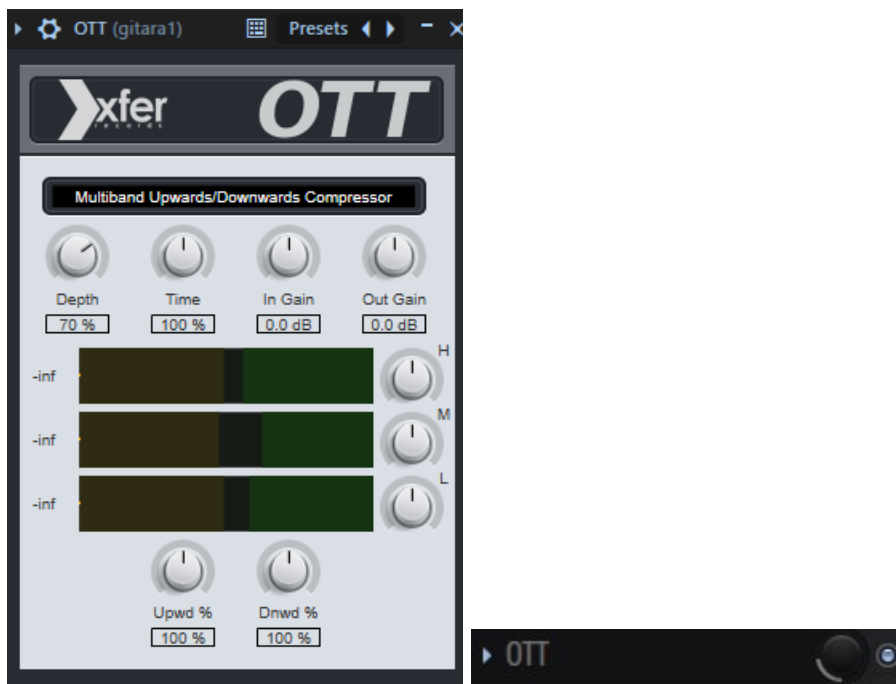 OTT (gitara1) Presets
xfer OTT
records
Multiband Upwards/Downwards Compressor
Depth Time In Gain Out Gain
70 % 100 % 0.0 dB 0.0 dB
H
-inf
M
-inf
L
-inf
Upwd % Dnwd %
100 % 100 %
OTT